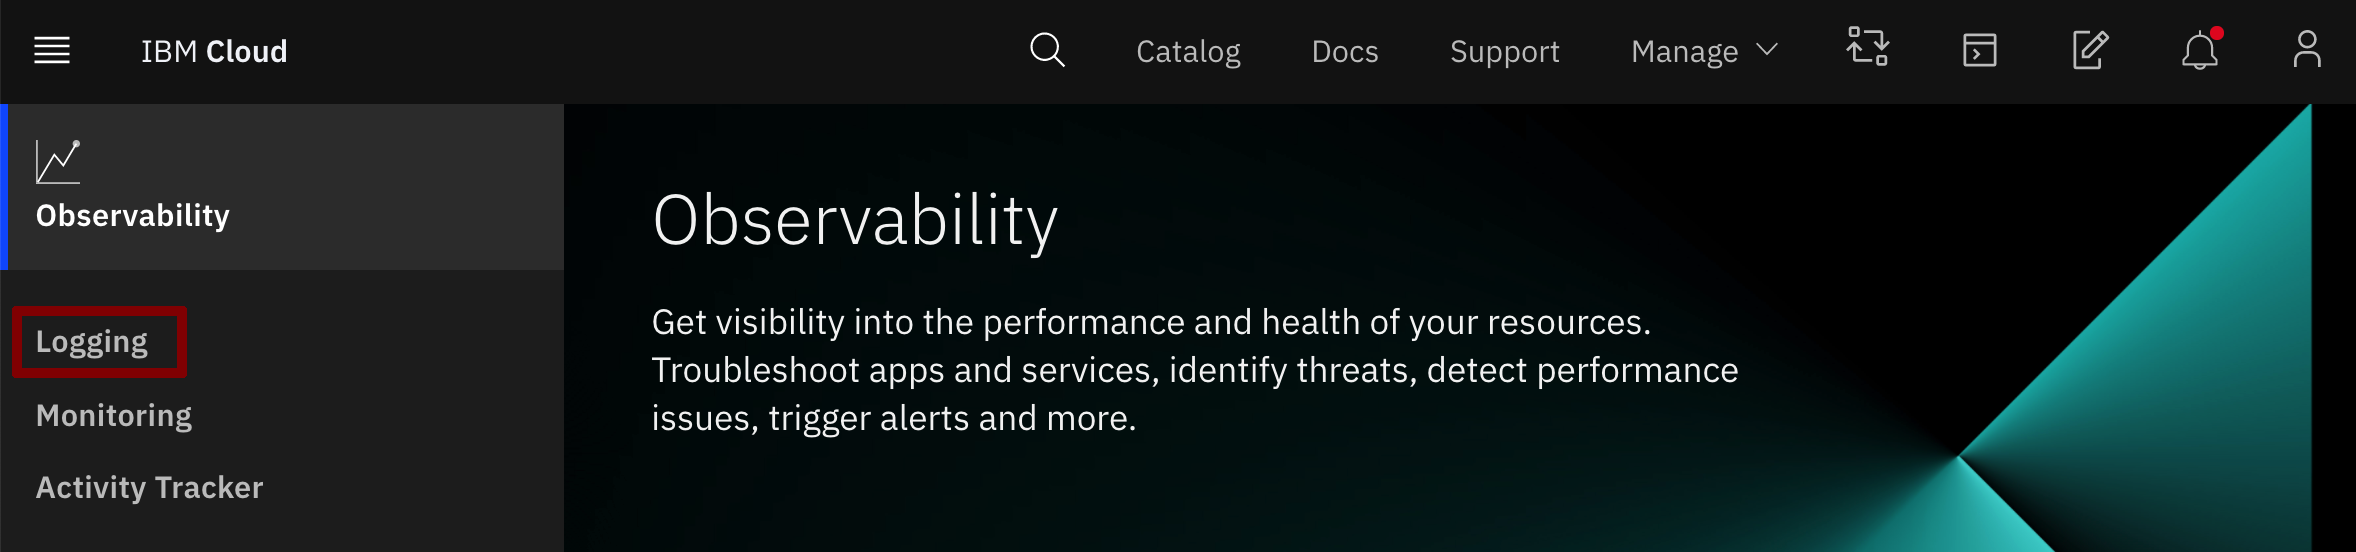 IBM Cloud
Catalog
Docs
Support
Manage
Observability
Logging
Monitoring
Activity Tracker
Observability
Get visibility into the performance and health of your resources.
Troubleshoot apps and services, identify threats, detect performance
issues, trigger alerts and more.